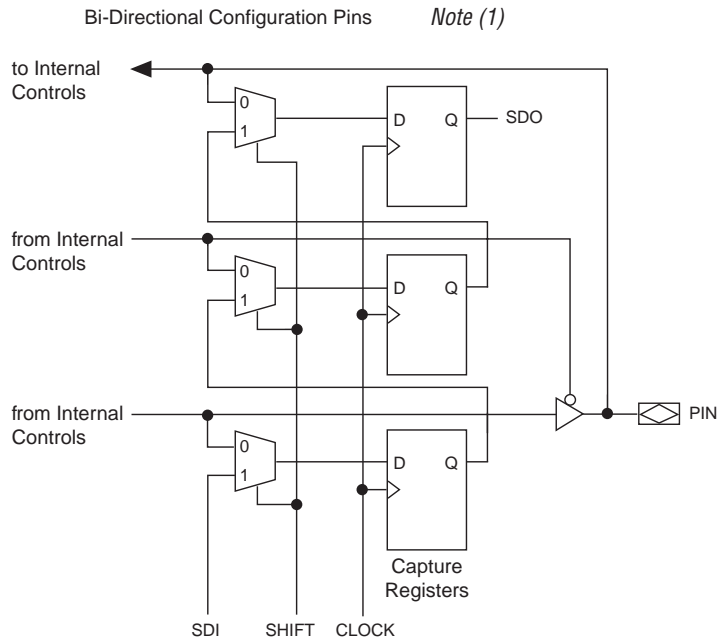 Bi-Directional Configuration Pins Note (1)
to Internal
Controls
0
1
D Q
SDO
from Internal
Controls
0
1
D Q
from Internal
Controls
0
1
D Q
PIN
Capture
Registers
SDI SHIFT CLOCK